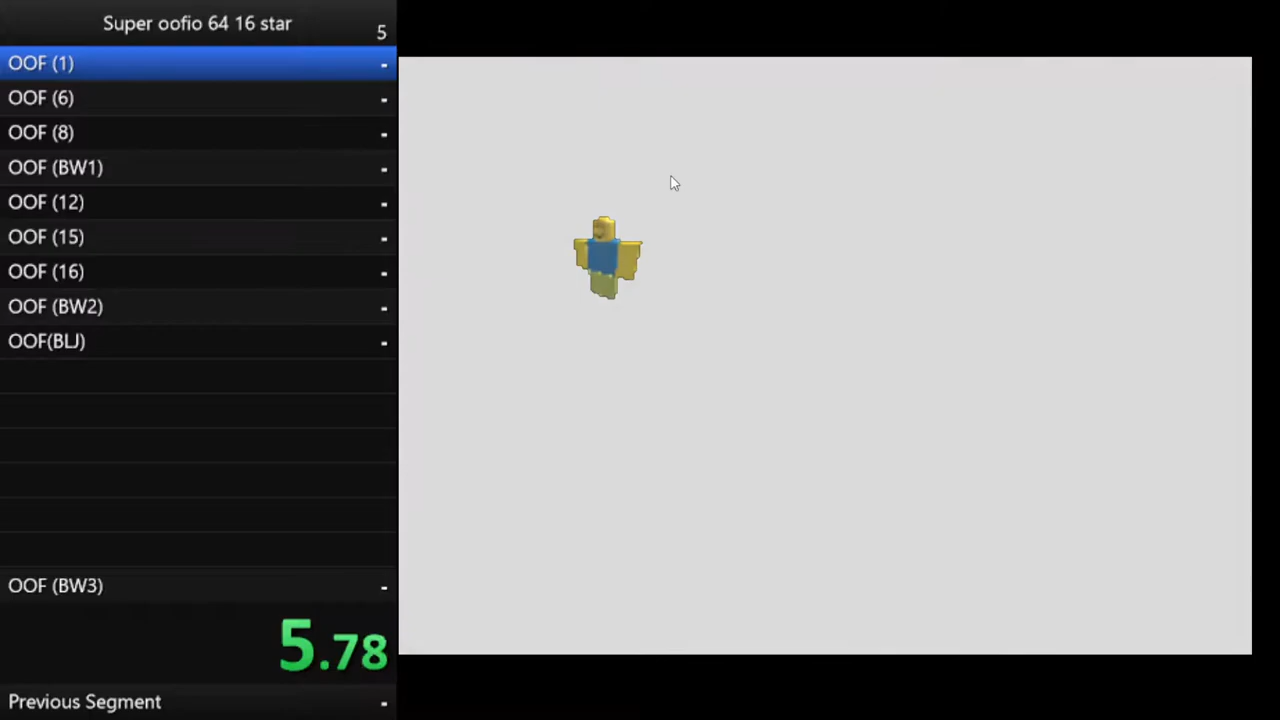 Super oofio 64 16 star
5
OOF (1) -
OOF (6) -
OOF (8) -
OOF (BW1) -
OOF (12) -
OOF (15) -
OOF (16) -
OOF (BW2) -
OOF(BLJ) -
OOF (BW3) -
5.78
Previous Segment -